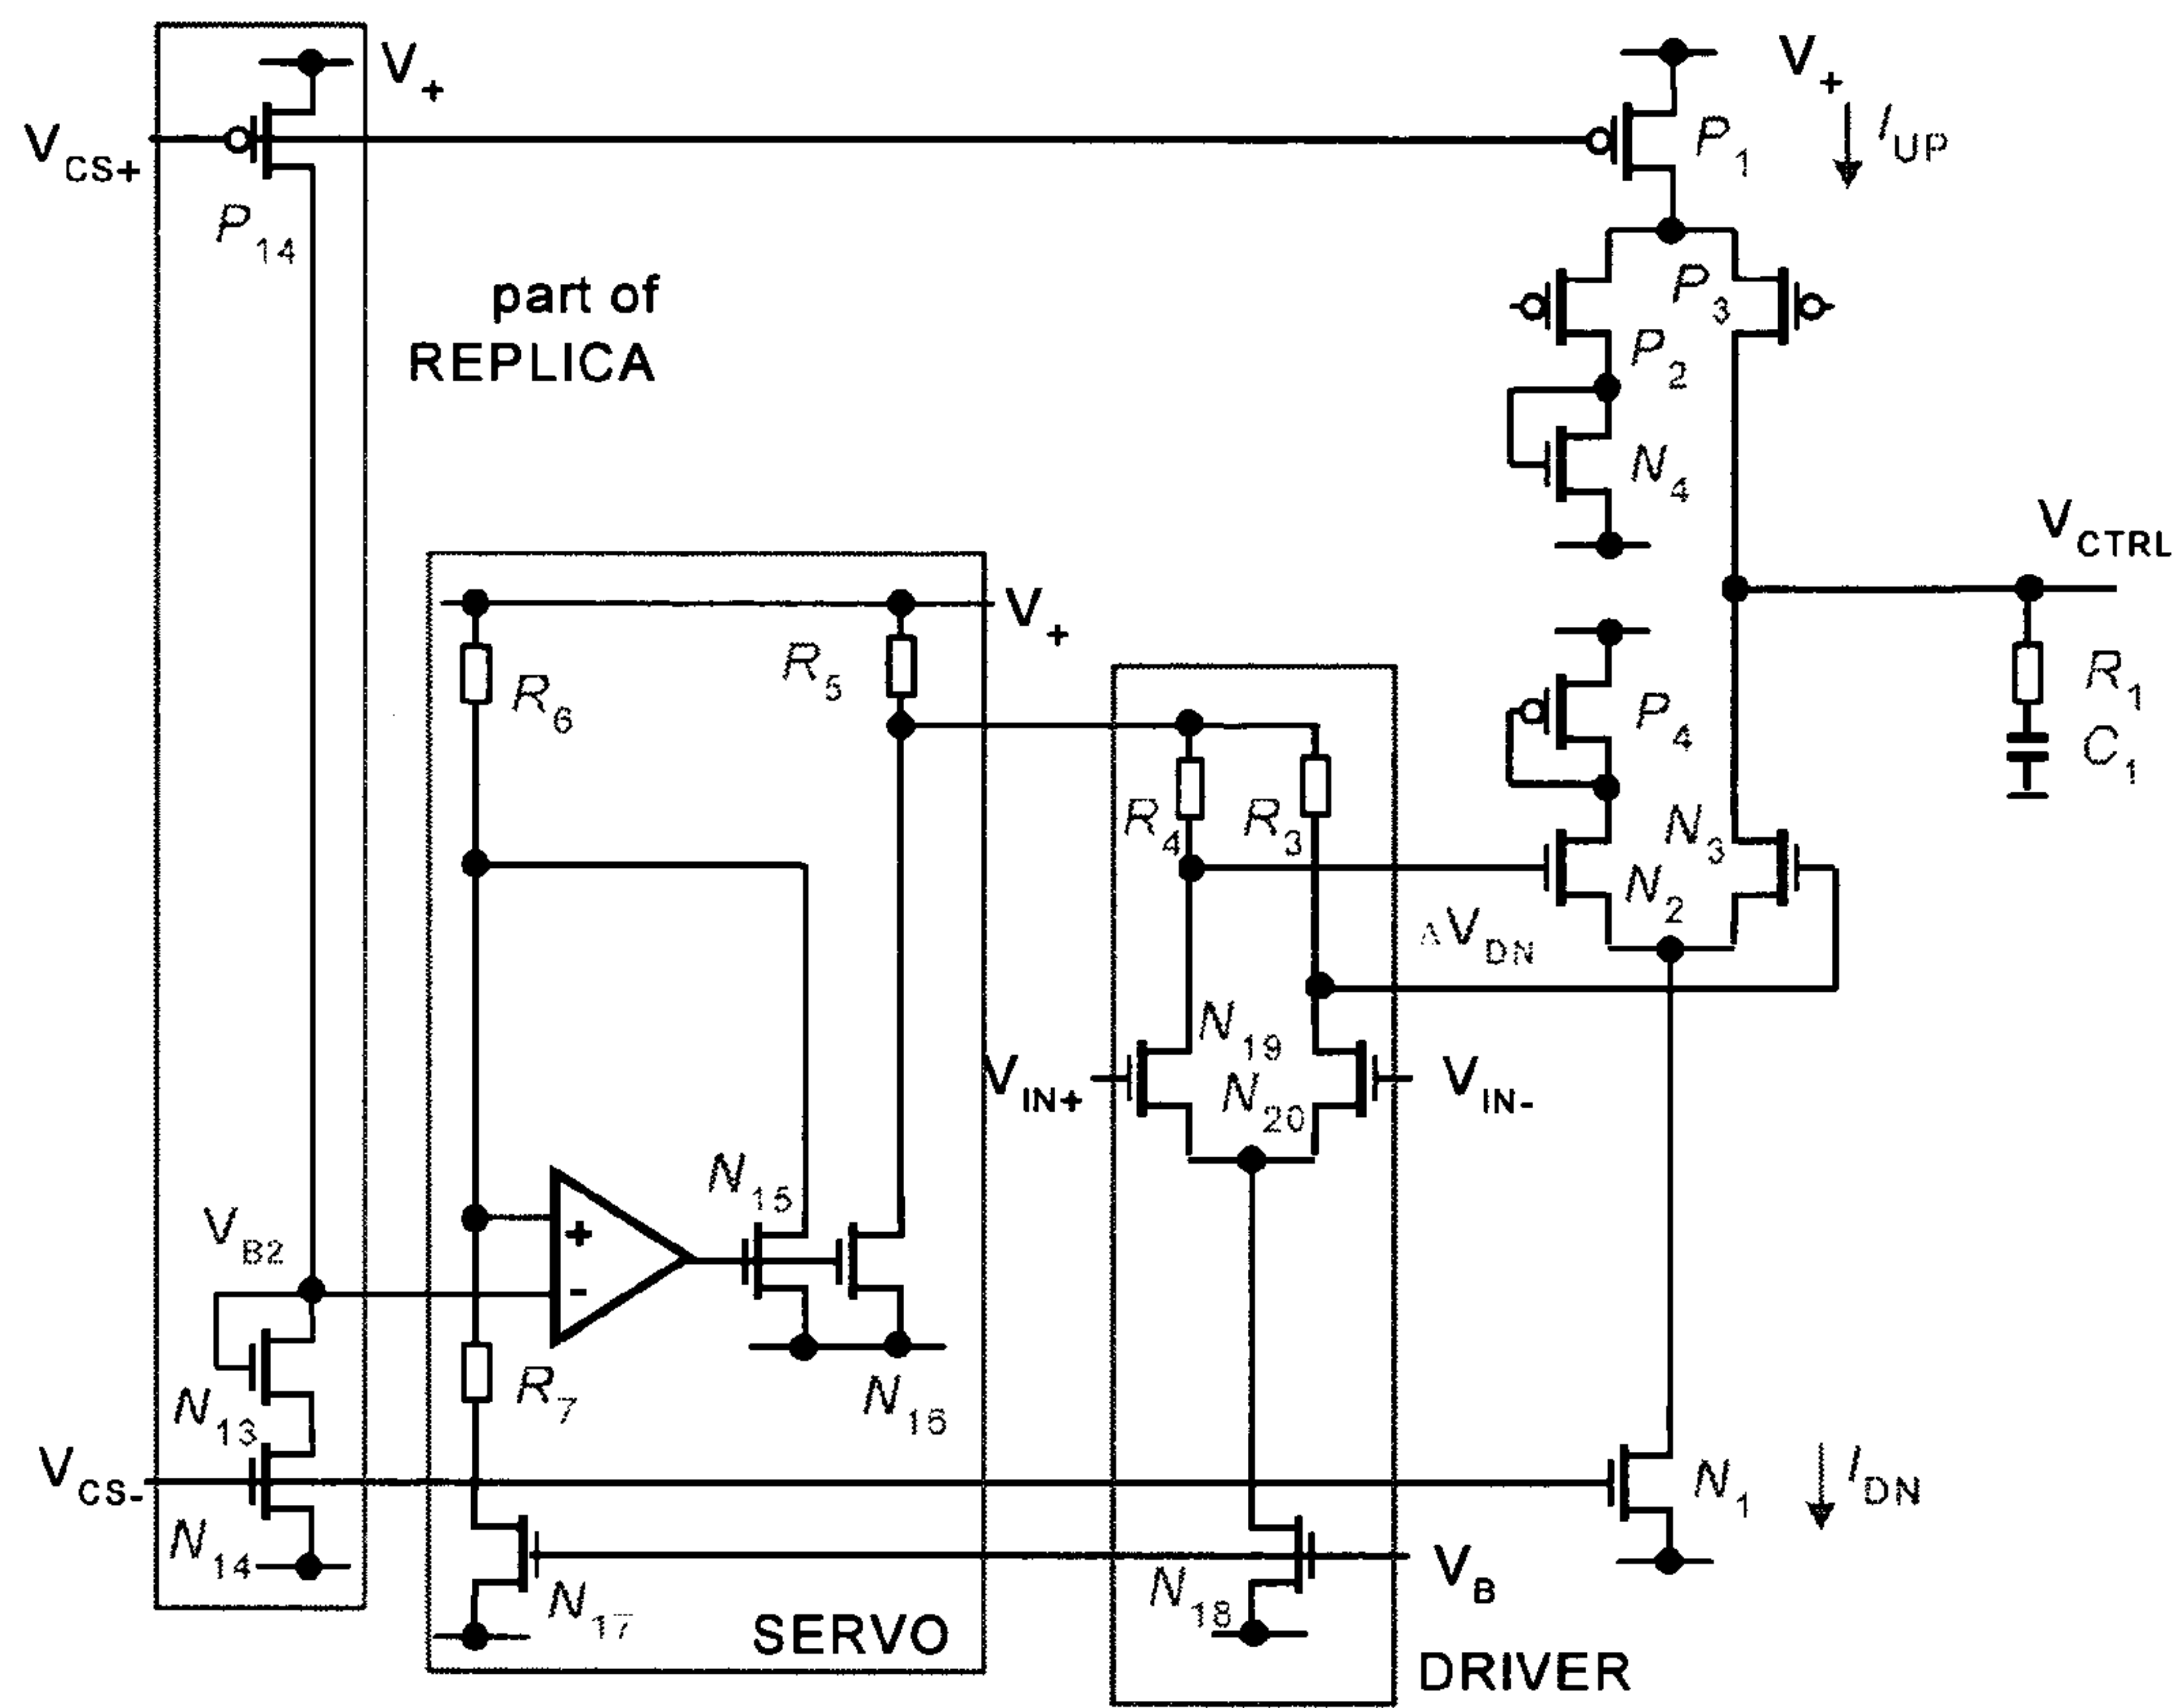 V+
V+
IUP
P1
VCS+
P14
part of
REPLICA
P3
P2
N4
VCTRL
V+
R6
R5
P4
R1
C1
R4
R3
N3
N2
ΔVDN
N19
VIN+
N20
VIN-
N15
VB2
+
-
R7
N16
N13
VCS-
N1
IDN
N14
N17
N18
VB
SERVO
DRIVER